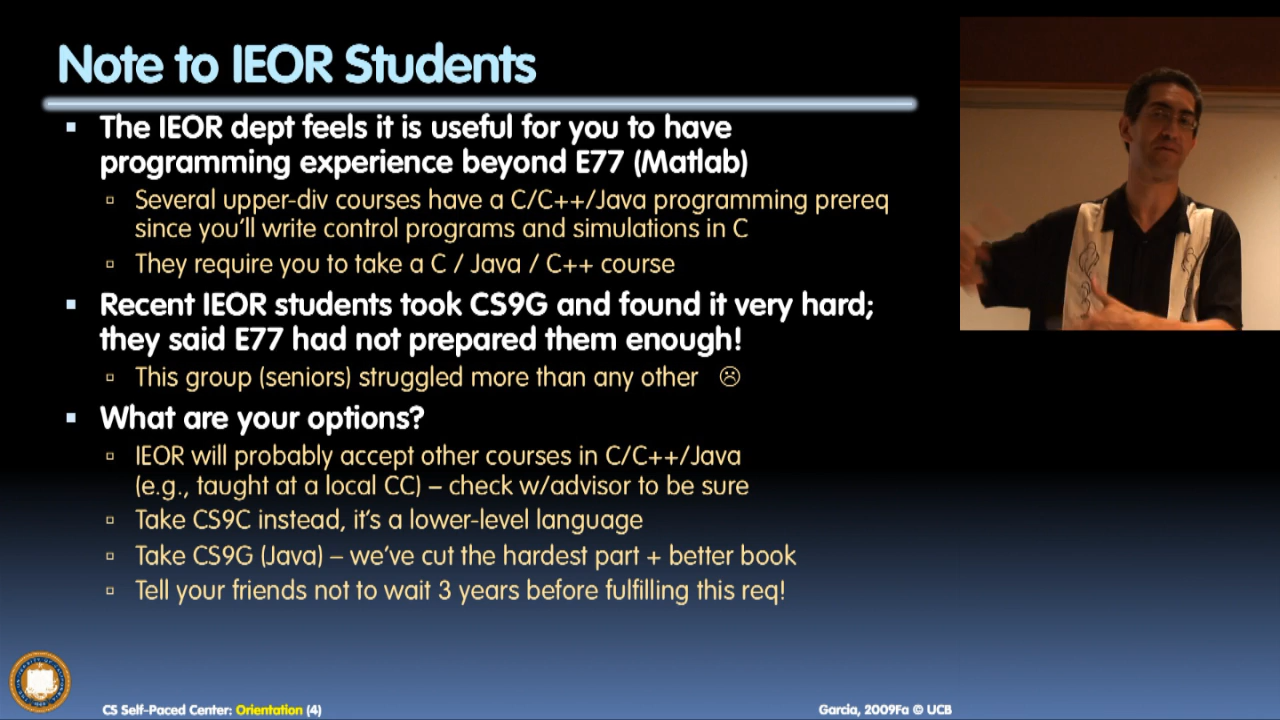 Note to IEOR Students
The IEOR dept feels it is useful for you to have
programming experience beyond E77 (Matlab)
Several upper-div courses have a C/C++/Java programming prereq
since you'll write control programs and simulations in C
They require you to take a C / Java / C++ course
Recent IEOR students took CS9G and found it very hard;
they said E77 had not prepared them enough!
This group (seniors) struggled more than any other ☹
What are your options?
IEOR will probably accept other courses in C/C++/Java
(e.g., taught at a local CC) – check w/advisor to be sure
Take CS9C instead, it's a lower-level language
Take CS9G (Java) – we've cut the hardest part + better book
Tell your friends not to wait 3 years before fulfilling this req!
CS Self-Paced Center: Orientation (4)
Garcia, 2009Fa © UCB